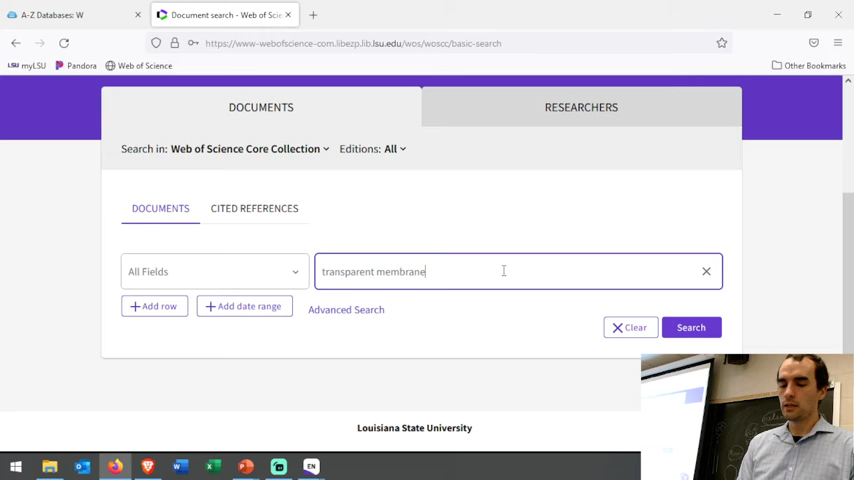 A-Z Databases: W
Document search - Web of Scie
https://www-webofscience-com.libezp.lib.lsu.edu/wos/woscc/basic-search
LSU myLSU
Pandora
Web of Science
Other Bookmarks
DOCUMENTS
RESEARCHERS
Search in: Web of Science Core Collection
Editions: All
DOCUMENTS
CITED REFERENCES
All Fields
transparent membrane
Add row
Add date range
Advanced Search
Clear
Search
Louisiana State University
EN